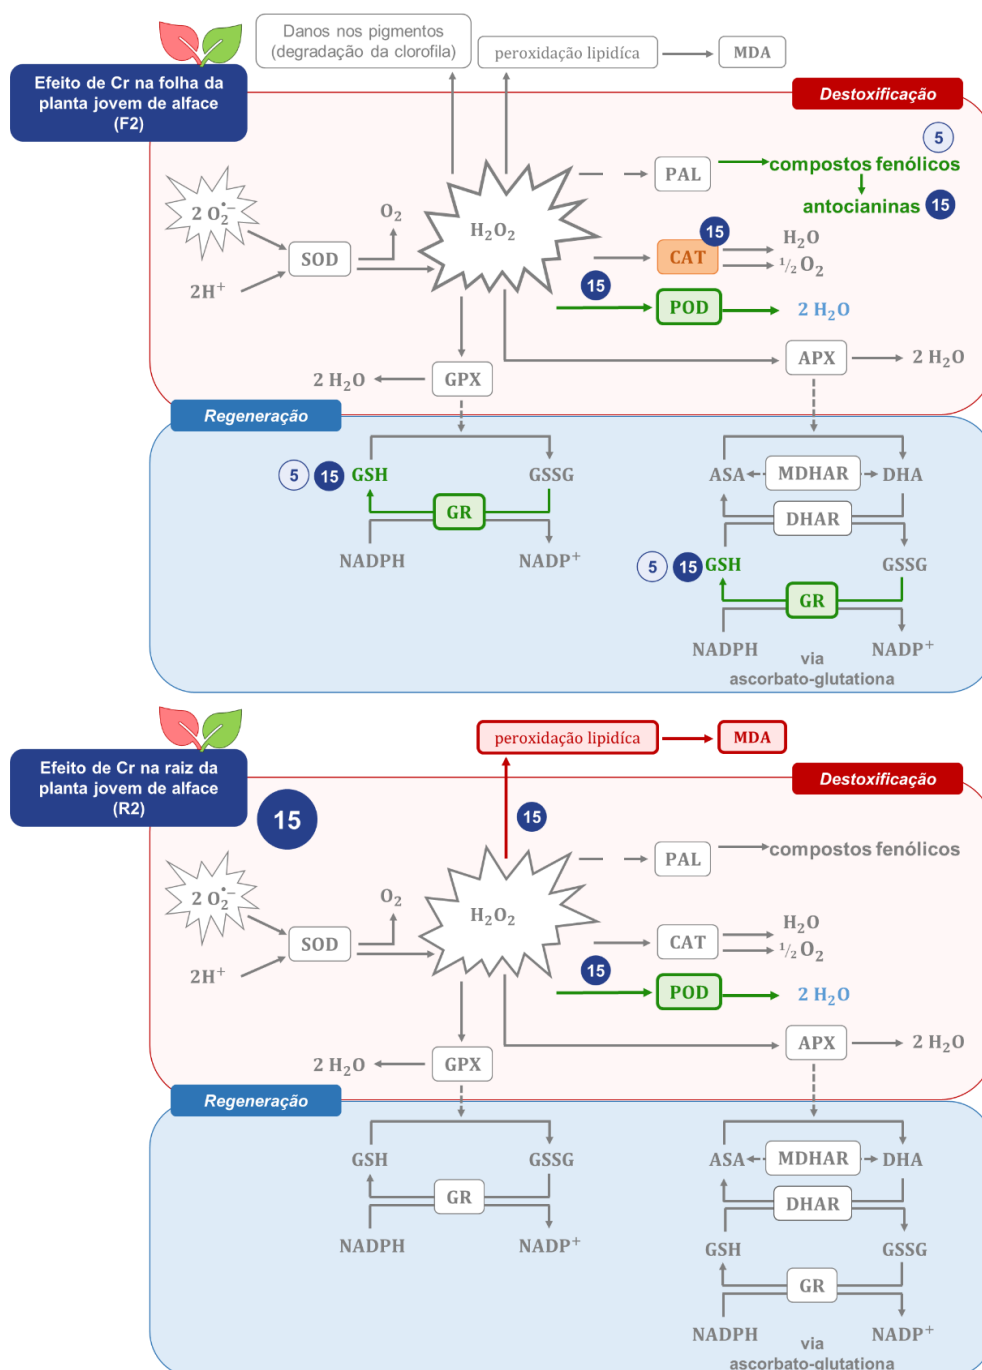 Danos nos pigmentos
(degradação da clorofila)
peroxidação lipidíca
MDA
Efeito de Cr na folha da
planta jovem de alface
(F2)
Destoxificação
5
PAL
compostos fenólicos
antocianinas 15
2 O₂•−
O₂
H₂O₂
15
CAT
H₂O
½ O₂
SOD
2H⁺
15
POD
2 H₂O
2 H₂O
GPX
APX
2 H₂O
Regeneração
5 15 GSH
GSSG
GR
NADPH
NADP⁺
ASA
MDHAR
DHA
DHAR
5 15 GSH
GSSG
GR
NADPH
NADP⁺
via
ascorbato-glutationa
peroxidação lipidíca
MDA
Efeito de Cr na raiz da
planta jovem de alface
(R2)
Destoxificação
15
15
PAL
compostos fenólicos
2 O₂•−
O₂
H₂O₂
CAT
H₂O
½ O₂
SOD
2H⁺
15
POD
2 H₂O
2 H₂O
GPX
APX
2 H₂O
Regeneração
GSH
GSSG
GR
NADPH
NADP⁺
ASA
MDHAR
DHA
DHAR
GSH
GSSG
GR
NADPH
NADP⁺
via
ascorbato-glutationa